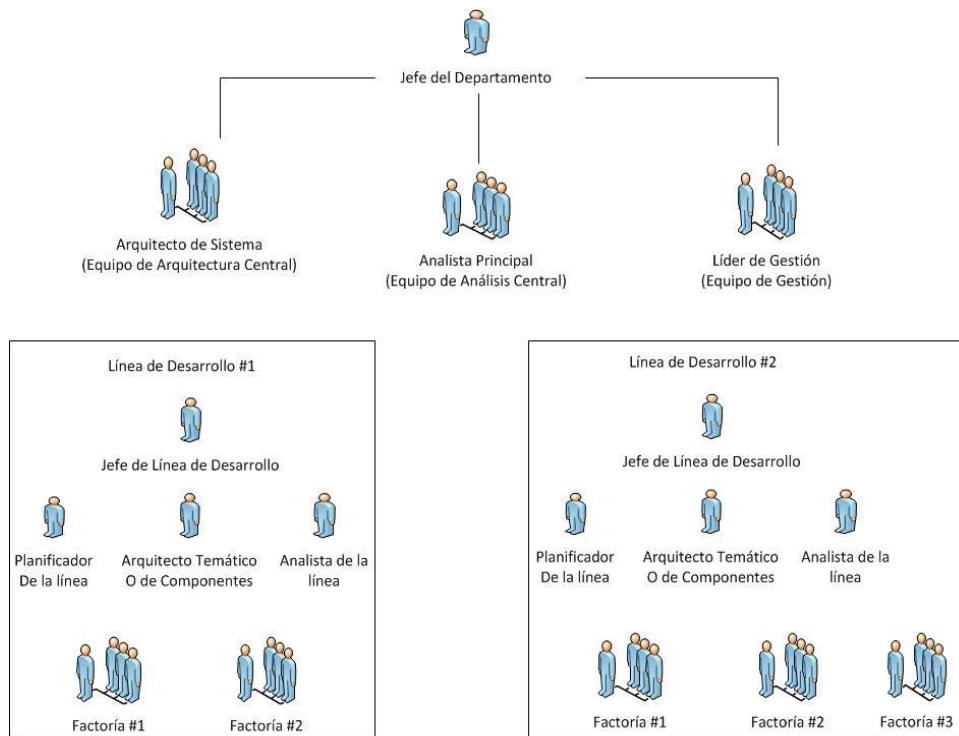 Jefe del Departamento
Arquitecto de Sistema
(Equipo de Arquitectura Central)
Analista Principal
(Equipo de Análisis Central)
Líder de Gestión
(Equipo de Gestión)
Línea de Desarrollo #1
Jefe de Línea de Desarrollo
Planificador
De la línea
Arquitecto Temático
O de Componentes
Analista de la
línea
Factoría #1
Factoría #2
Línea de Desarrollo #2
Jefe de Línea de Desarrollo
Planificador
De la línea
Arquitecto Temático
O de Componentes
Analista de la
línea
Factoría #1
Factoría #2
Factoría #3